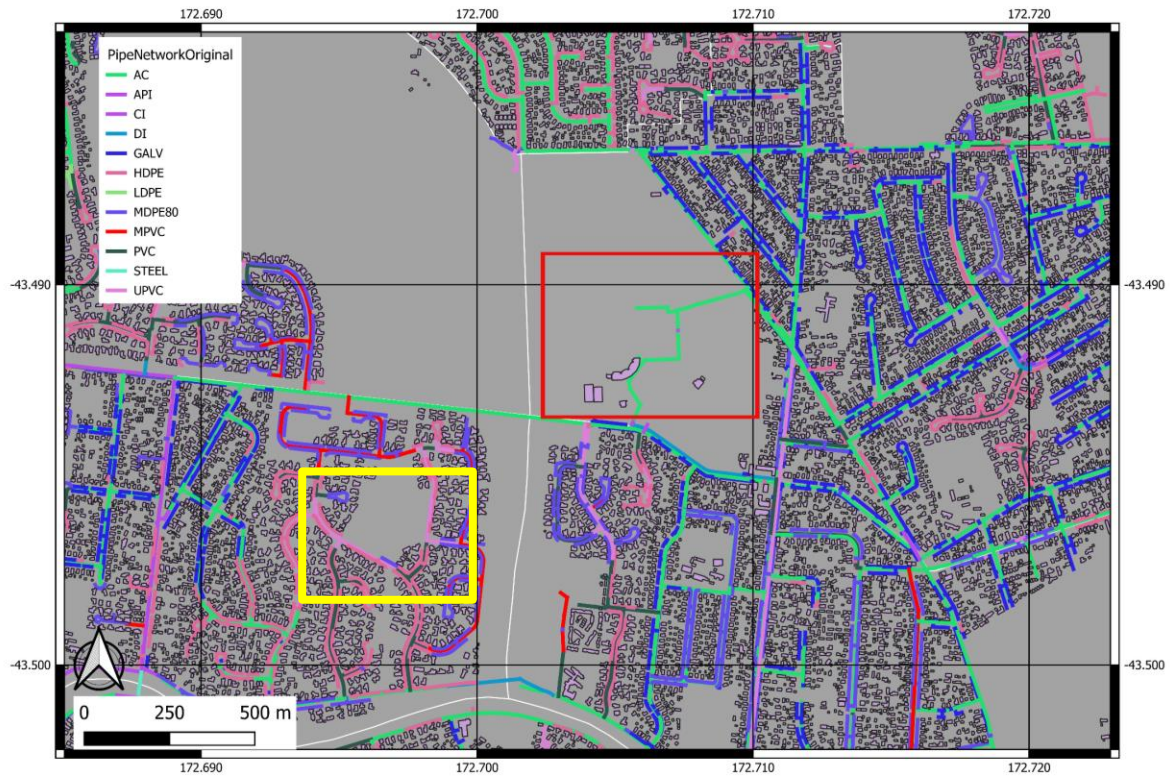 172.690 172.700 172.710 172.720
PipeNetworkOriginal
AC
API
CI
DI
GALV
HDPE
LDPE
MDPE80
MPVC
PVC
STEEL
UPVC
-43.490 -43.490
-43.500 -43.500
0 250 500 m
172.690 172.700 172.710 172.720